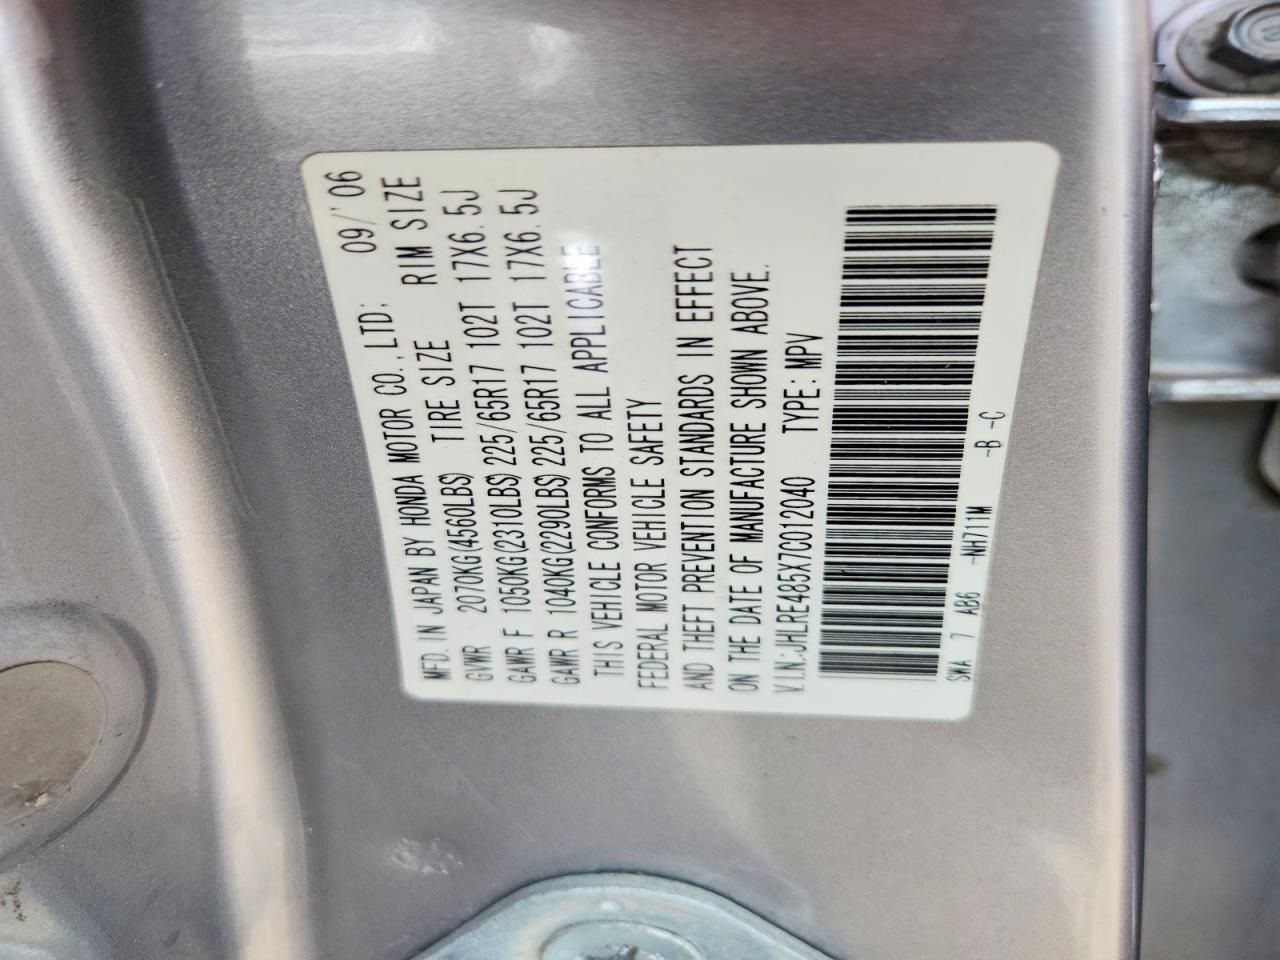 MFD. IN JAPAN BY HONDA MOTOR CO., LTD; 09/'06
GVWR 2070KG(4560LBS) TIRE SIZE RIM SIZE
GAWR F 1050KG(2310LBS) 225/65R17 102T 17X6.5J
GAWR R 1040KG(2290LBS) 225/65R17 102T 17X6.5J
THIS VEHICLE CONFORMS TO ALL APPLICABLE
FEDERAL MOTOR VEHICLE SAFETY
AND THEFT PREVENTION STANDARDS IN EFFECT
ON THE DATE OF MANUFACTURE SHOWN ABOVE.
V.I.N.:JHLRE485X7C012040 TYPE: MPV
SWA 7 AB6 -NH711M -B -C